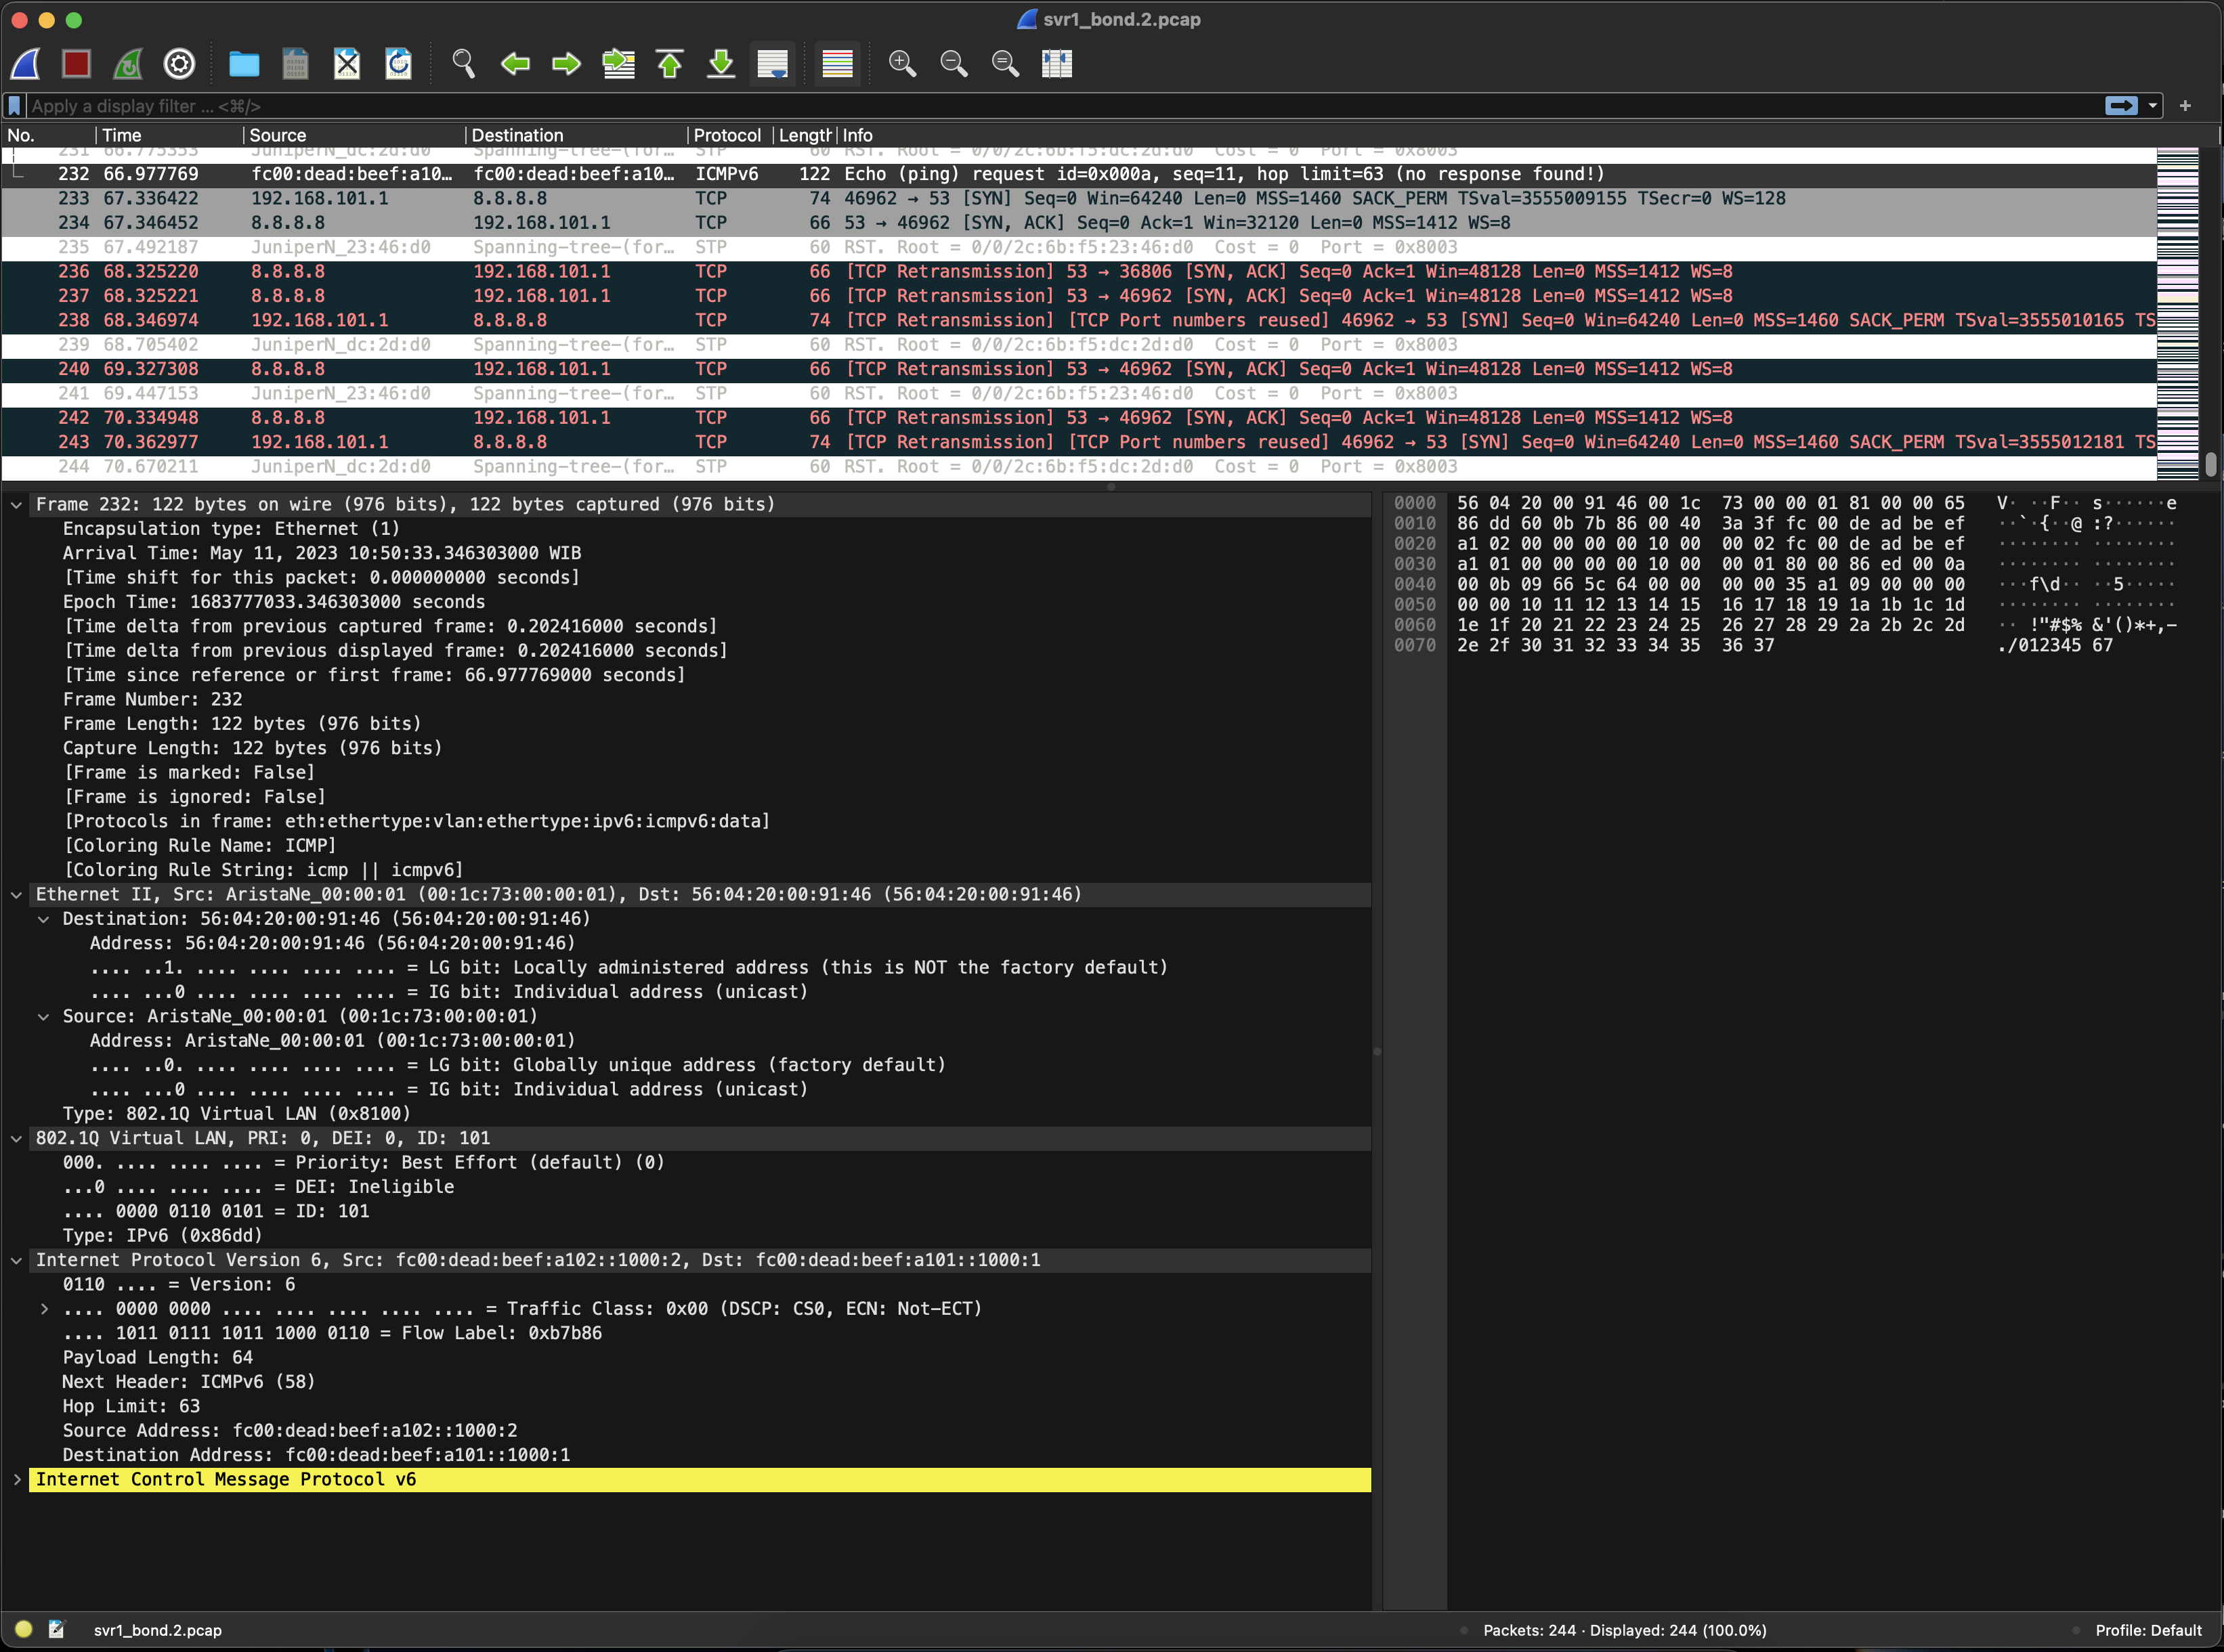 svr1_bond.2.pcap
Apply a display filter ... <⌘/>
No. Time Source Destination Protocol Length Info
231 66.775353 JuniperN_dc:2d:d0 Spanning-tree-(for… STP 60 RST. Root = 0/0/2c:6b:f5:dc:2d:d0 Cost = 0 Port = 0x8003
232 66.977769 fc00:dead:beef:a10… fc00:dead:beef:a10… ICMPv6 122 Echo (ping) request id=0x000a, seq=11, hop limit=63 (no response found!)
233 67.336422 192.168.101.1 8.8.8.8 TCP 74 46962 → 53 [SYN] Seq=0 Win=64240 Len=0 MSS=1460 SACK_PERM TSval=3555009155 TSecr=0 WS=128
234 67.346452 8.8.8.8 192.168.101.1 TCP 66 53 → 46962 [SYN, ACK] Seq=0 Ack=1 Win=32120 Len=0 MSS=1412 WS=8
235 67.492187 JuniperN_23:46:d0 Spanning-tree-(for… STP 60 RST. Root = 0/0/2c:6b:f5:23:46:d0 Cost = 0 Port = 0x8003
236 68.325220 8.8.8.8 192.168.101.1 TCP 66 [TCP Retransmission] 53 → 36806 [SYN, ACK] Seq=0 Ack=1 Win=48128 Len=0 MSS=1412 WS=8
237 68.325221 8.8.8.8 192.168.101.1 TCP 66 [TCP Retransmission] 53 → 46962 [SYN, ACK] Seq=0 Ack=1 Win=48128 Len=0 MSS=1412 WS=8
238 68.346974 192.168.101.1 8.8.8.8 TCP 74 [TCP Retransmission] [TCP Port numbers reused] 46962 → 53 [SYN] Seq=0 Win=64240 Len=0 MSS=1460 SACK_PERM TSval=3555010165 TS
239 68.705402 JuniperN_dc:2d:d0 Spanning-tree-(for… STP 60 RST. Root = 0/0/2c:6b:f5:dc:2d:d0 Cost = 0 Port = 0x8003
240 69.327308 8.8.8.8 192.168.101.1 TCP 66 [TCP Retransmission] 53 → 46962 [SYN, ACK] Seq=0 Ack=1 Win=48128 Len=0 MSS=1412 WS=8
241 69.447153 JuniperN_23:46:d0 Spanning-tree-(for… STP 60 RST. Root = 0/0/2c:6b:f5:23:46:d0 Cost = 0 Port = 0x8003
242 70.334948 8.8.8.8 192.168.101.1 TCP 66 [TCP Retransmission] 53 → 46962 [SYN, ACK] Seq=0 Ack=1 Win=48128 Len=0 MSS=1412 WS=8
243 70.362977 192.168.101.1 8.8.8.8 TCP 74 [TCP Retransmission] [TCP Port numbers reused] 46962 → 53 [SYN] Seq=0 Win=64240 Len=0 MSS=1460 SACK_PERM TSval=3555012181 TS
244 70.670211 JuniperN_dc:2d:d0 Spanning-tree-(for… STP 60 RST. Root = 0/0/2c:6b:f5:dc:2d:d0 Cost = 0 Port = 0x8003
Frame 232: 122 bytes on wire (976 bits), 122 bytes captured (976 bits)
Encapsulation type: Ethernet (1)
Arrival Time: May 11, 2023 10:50:33.346303000 WIB
[Time shift for this packet: 0.000000000 seconds]
Epoch Time: 1683777033.346303000 seconds
[Time delta from previous captured frame: 0.202416000 seconds]
[Time delta from previous displayed frame: 0.202416000 seconds]
[Time since reference or first frame: 66.977769000 seconds]
Frame Number: 232
Frame Length: 122 bytes (976 bits)
Capture Length: 122 bytes (976 bits)
[Frame is marked: False]
[Frame is ignored: False]
[Protocols in frame: eth:ethertype:vlan:ethertype:ipv6:icmpv6:data]
[Coloring Rule Name: ICMP]
[Coloring Rule String: icmp || icmpv6]
Ethernet II, Src: AristaNe_00:00:01 (00:1c:73:00:00:01), Dst: 56:04:20:00:91:46 (56:04:20:00:91:46)
Destination: 56:04:20:00:91:46 (56:04:20:00:91:46)
Address: 56:04:20:00:91:46 (56:04:20:00:91:46)
.... ..1. .... .... .... .... = LG bit: Locally administered address (this is NOT the factory default)
.... ...0 .... .... .... .... = IG bit: Individual address (unicast)
Source: AristaNe_00:00:01 (00:1c:73:00:00:01)
Address: AristaNe_00:00:01 (00:1c:73:00:00:01)
.... ..0. .... .... .... .... = LG bit: Globally unique address (factory default)
.... ...0 .... .... .... .... = IG bit: Individual address (unicast)
Type: 802.1Q Virtual LAN (0x8100)
802.1Q Virtual LAN, PRI: 0, DEI: 0, ID: 101
000. .... .... .... = Priority: Best Effort (default) (0)
...0 .... .... .... = DEI: Ineligible
.... 0000 0110 0101 = ID: 101
Type: IPv6 (0x86dd)
Internet Protocol Version 6, Src: fc00:dead:beef:a102::1000:2, Dst: fc00:dead:beef:a101::1000:1
0110 .... = Version: 6
.... 0000 0000 .... .... .... .... .... = Traffic Class: 0x00 (DSCP: CS0, ECN: Not-ECT)
.... 1011 0111 1011 1000 0110 = Flow Label: 0xb7b86
Payload Length: 64
Next Header: ICMPv6 (58)
Hop Limit: 63
Source Address: fc00:dead:beef:a102::1000:2
Destination Address: fc00:dead:beef:a101::1000:1
Internet Control Message Protocol v6
0000 56 04 20 00 91 46 00 1c 73 00 00 01 81 00 00 65 V· ··F·· s······e
0010 86 dd 60 0b 7b 86 00 40 3a 3f fc 00 de ad be ef ··`·{··@ :?······
0020 a1 02 00 00 00 00 10 00 00 02 fc 00 de ad be ef ········ ········
0030 a1 01 00 00 00 00 10 00 00 01 80 00 86 ed 00 0a ········ ········
0040 00 0b 09 66 5c 64 00 00 00 00 35 a1 09 00 00 00 ···f\d·· ··5·····
0050 00 00 10 11 12 13 14 15 16 17 18 19 1a 1b 1c 1d ········ ········
0060 1e 1f 20 21 22 23 24 25 26 27 28 29 2a 2b 2c 2d ·· !"#$% &'()*+,-
0070 2e 2f 30 31 32 33 34 35 36 37 ./012345 67
svr1_bond.2.pcap Packets: 244 · Displayed: 244 (100.0%) Profile: Default